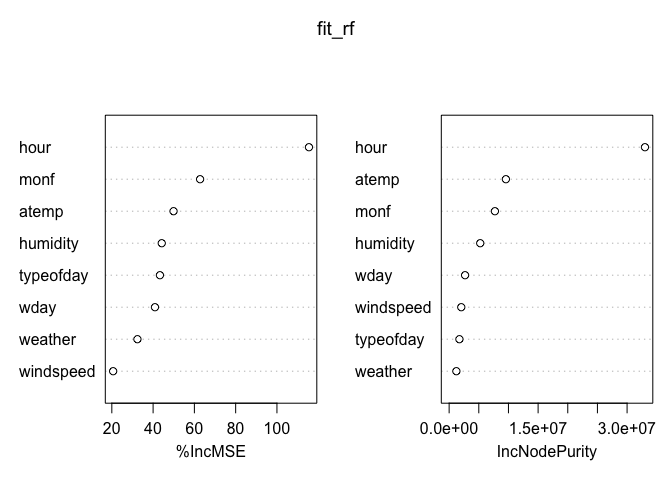 fit_rf
hour
monf
atemp
humidity
typeofday
wday
weather
windspeed
20 40 60 80 100
%IncMSE
hour
atemp
monf
humidity
wday
windspeed
typeofday
weather
0.0e+00 1.5e+07 3.0e+07
IncNodePurity